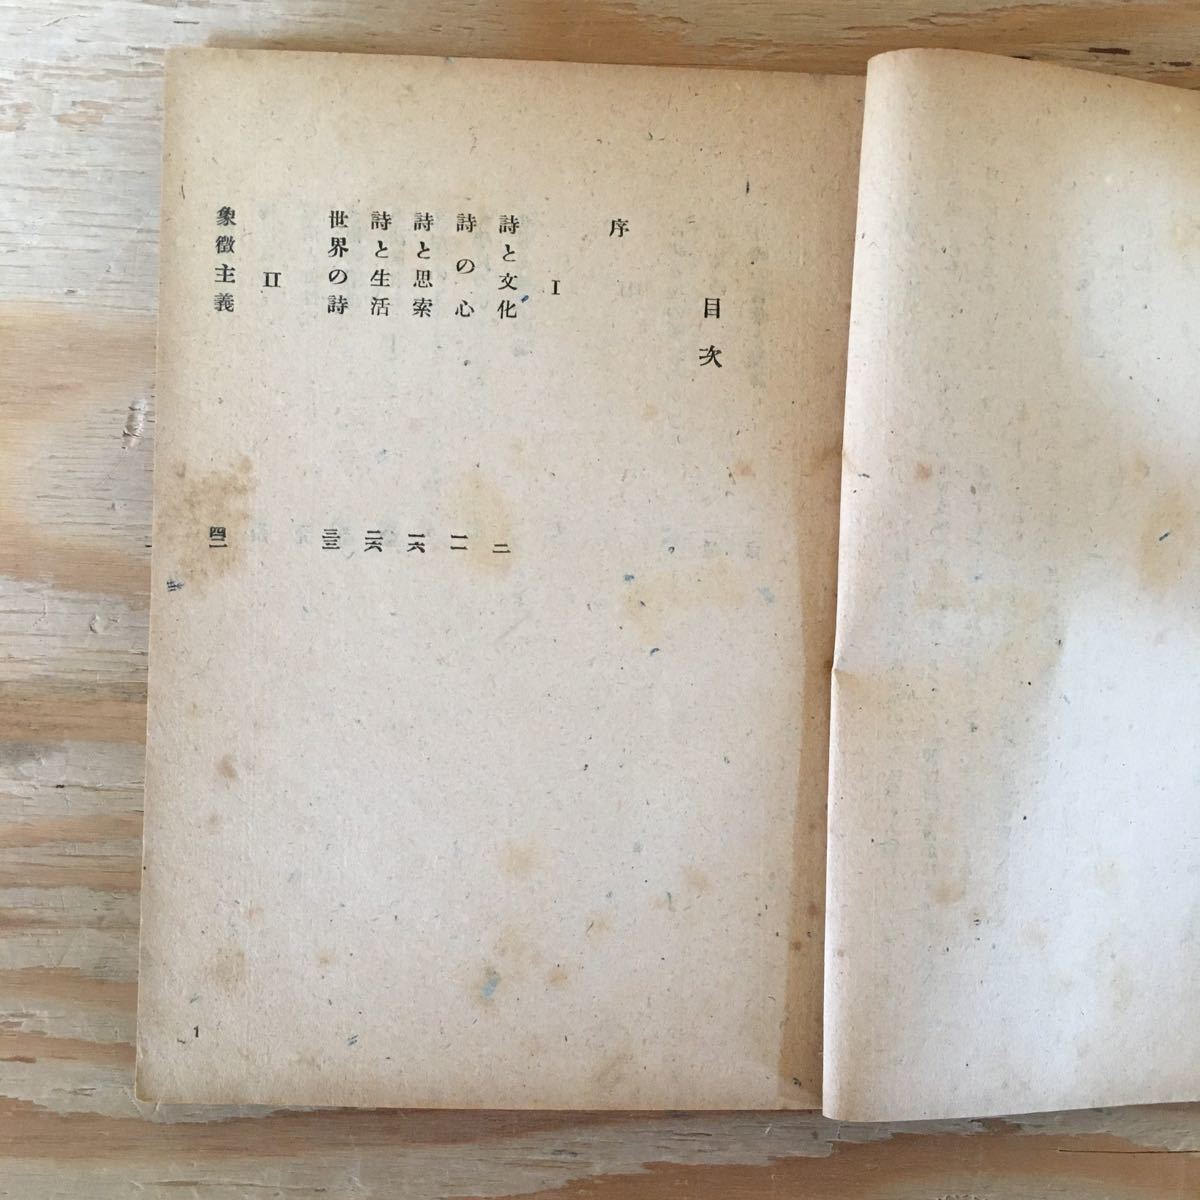 目次
序
I
詩と文化 二
詩の心 一一
詩と思索 一六
詩と生活 二六
世界の詩 三三
II
象徴主義 四二
1